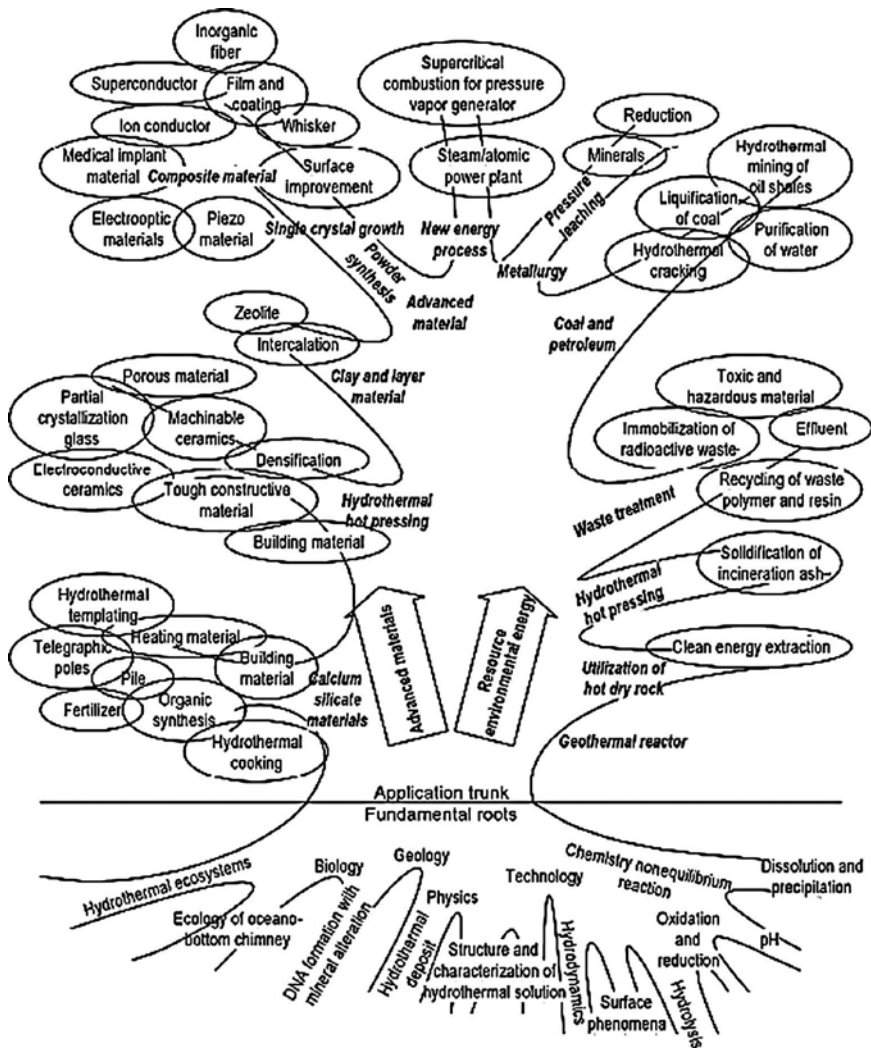 Inorganic
fiber
Superconductor
Film and
coating
Ion conductor
Whisker
Medical implant
material
Composite material
Surface
improvement
Electrooptic
materials
Piezo
material
Single crystal growth
Powder
synthesis
Advanced
material
Supercritical
combustion for pressure
vapor generator
Steam/atomic
power plant
New energy
process
Reduction
Minerals
Pressure
leaching
Metallurgy
Hydrothermal
mining of
oil shales
Liquification
of coal
Purification
of water
Hydrothermal
cracking
Coal and
petroleum
Zeolite
Intercalation
Clay and layer
material
Porous material
Partial
crystallization
glass
Machinable
ceramics
Densification
Electroconductive
ceramics
Tough constructive
material
Hydrothermal
hot pressing
Building material
Toxic and
hazardous material
Immobilization of
radioactive waste-
Effluent
Recycling of waste
polymer and resin
Waste treatment
Solidification of
incineration ash-
Hydrothermal
hot pressing
Clean energy extraction
Utilization of
hot dry rock
Geothermal reactor
Hydrothermal
templating
Heating material
Telegraphic
poles
Pile
Building
material
Fertilizer
Organic
synthesis
Calcium
silicate
materials
Hydrothermal
cooking
Advanced materials
Resource
environmental energy
Application trunk
Fundamental roots
Hydrothermal ecosystems
Ecology of oceano-
bottom chimney
Biology
DNA formation with
mineral alteration
Geology
Hydrothermal
deposit
Physics
Structure and
characterization of
hydrothermal solution
Technology
Hydrodynamics
Surface
phenomena
Hydrolysis
Chemistry nonequilibrium
reaction
Oxidation
and
reduction
pH
Dissolution and
precipitation